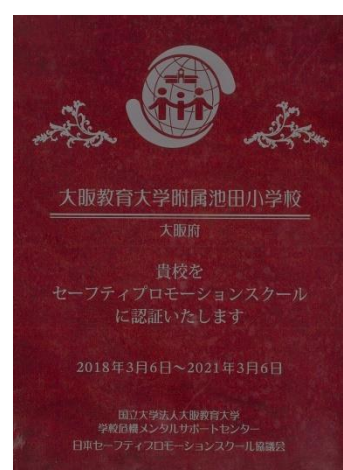 大阪教育大学附属池田小学校
大阪府
貴校を
セーフティプロモーションスクール
に認証いたします
2018年3月6日～2021年3月6日
国立大学法人大阪教育大学
学校危機メンタルサポートセンター
日本セーフティプロモーションスクール協議会